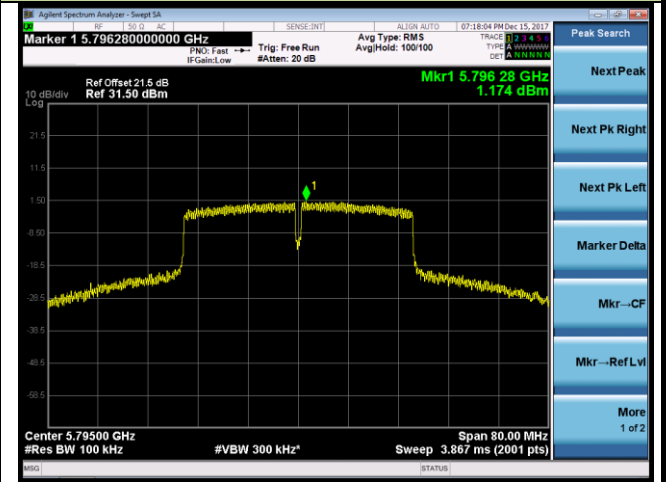 Agilent Spectrum Analyzer - Swept SA
RF 50 Ω AC SENSE:INT ALIGN AUTO 07:18:04 PM Dec 15, 2017
Marker 1 5.796280000000 GHz
PNO: Fast
IFGain:Low
Trig: Free Run
#Atten: 20 dB
Avg Type: RMS
Avg|Hold: 100/100
TRACE 1 2 3 4 5 6
TYPE A WWWWW
DET A N N N N N
Peak Search
Mkr1 5.796 28 GHz
1.174 dBm
Ref Offset 21.5 dB
10 dB/div Ref 31.50 dBm
Log
21.5
11.5
1.50
-8.50
-18.5
-28.5
-38.5
-48.5
-58.5
1
Next Peak
Next Pk Right
Next Pk Left
Marker Delta
Mkr→CF
Mkr→Ref Lvl
More
1 of 2
Center 5.79500 GHz Span 80.00 MHz
#Res BW 100 kHz #VBW 300 kHz* Sweep 3.867 ms (2001 pts)
MSG STATUS